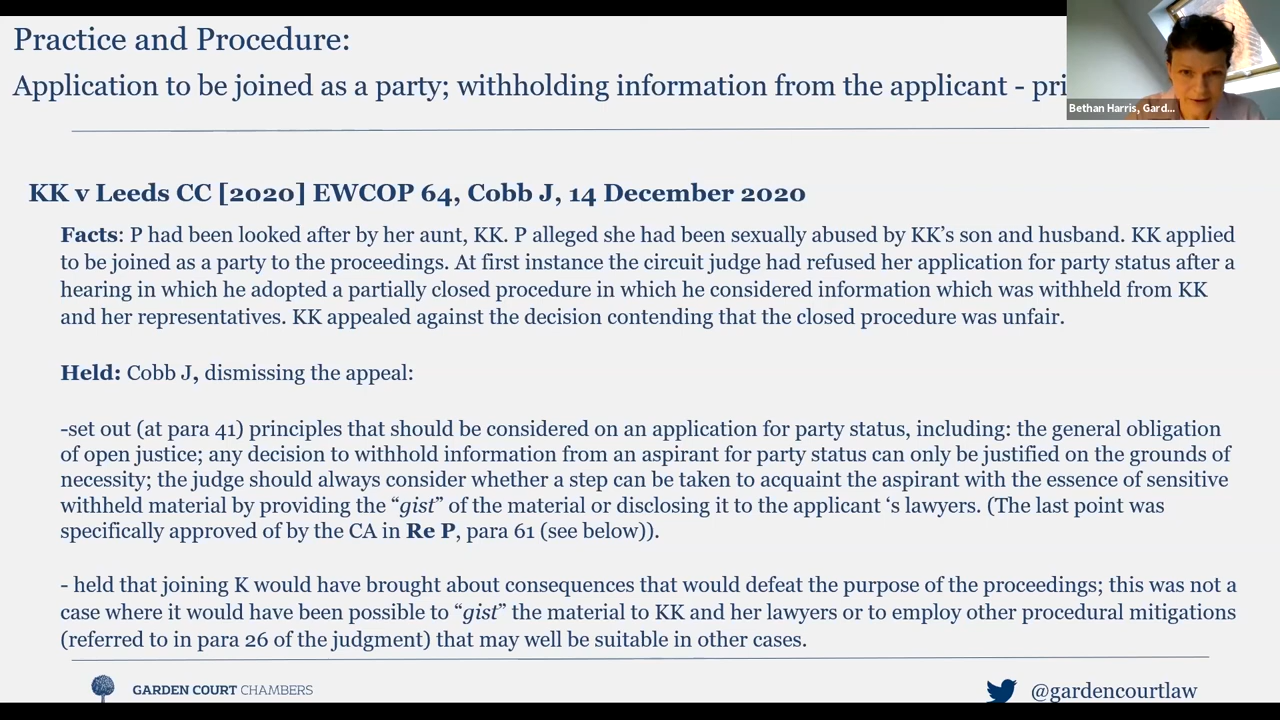 Practice and Procedure:
Application to be joined as a party; withholding information from the applicant - pri
Bethan Harris, Gard...
KK v Leeds CC [2020] EWCOP 64, Cobb J, 14 December 2020
Facts: P had been looked after by her aunt, KK. P alleged she had been sexually abused by KK’s son and husband. KK applied
to be joined as a party to the proceedings. At first instance the circuit judge had refused her application for party status after a
hearing in which he adopted a partially closed procedure in which he considered information which was withheld from KK
and her representatives. KK appealed against the decision contending that the closed procedure was unfair.
Held: Cobb J, dismissing the appeal:
-set out (at para 41) principles that should be considered on an application for party status, including: the general obligation
of open justice; any decision to withhold information from an aspirant for party status can only be justified on the grounds of
necessity; the judge should always consider whether a step can be taken to acquaint the aspirant with the essence of sensitive
withheld material by providing the “gist” of the material or disclosing it to the applicant ‘s lawyers. (The last point was
specifically approved of by the CA in Re P, para 61 (see below)).
- held that joining K would have brought about consequences that would defeat the purpose of the proceedings; this was not a
case where it would have been possible to “gist” the material to KK and her lawyers or to employ other procedural mitigations
(referred to in para 26 of the judgment) that may well be suitable in other cases.
GARDEN COURT CHAMBERS
@gardencourtlaw